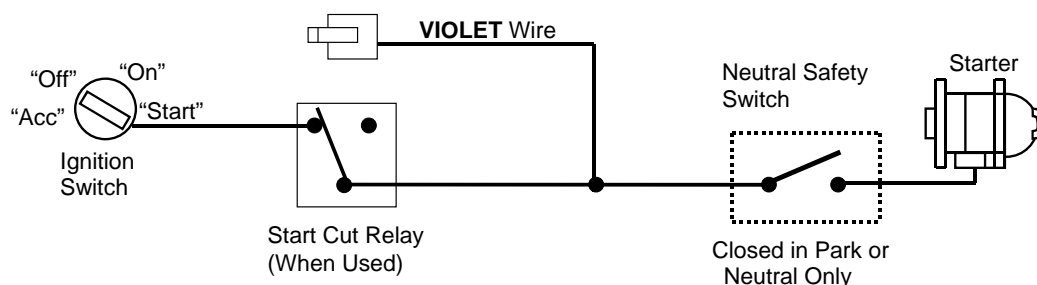 VIOLET Wire
“Off”
“On”
“Acc”
“Start”
Ignition
Switch
Start Cut Relay
(When Used)
Neutral Safety
Switch
Closed in Park or
Neutral Only
Starter